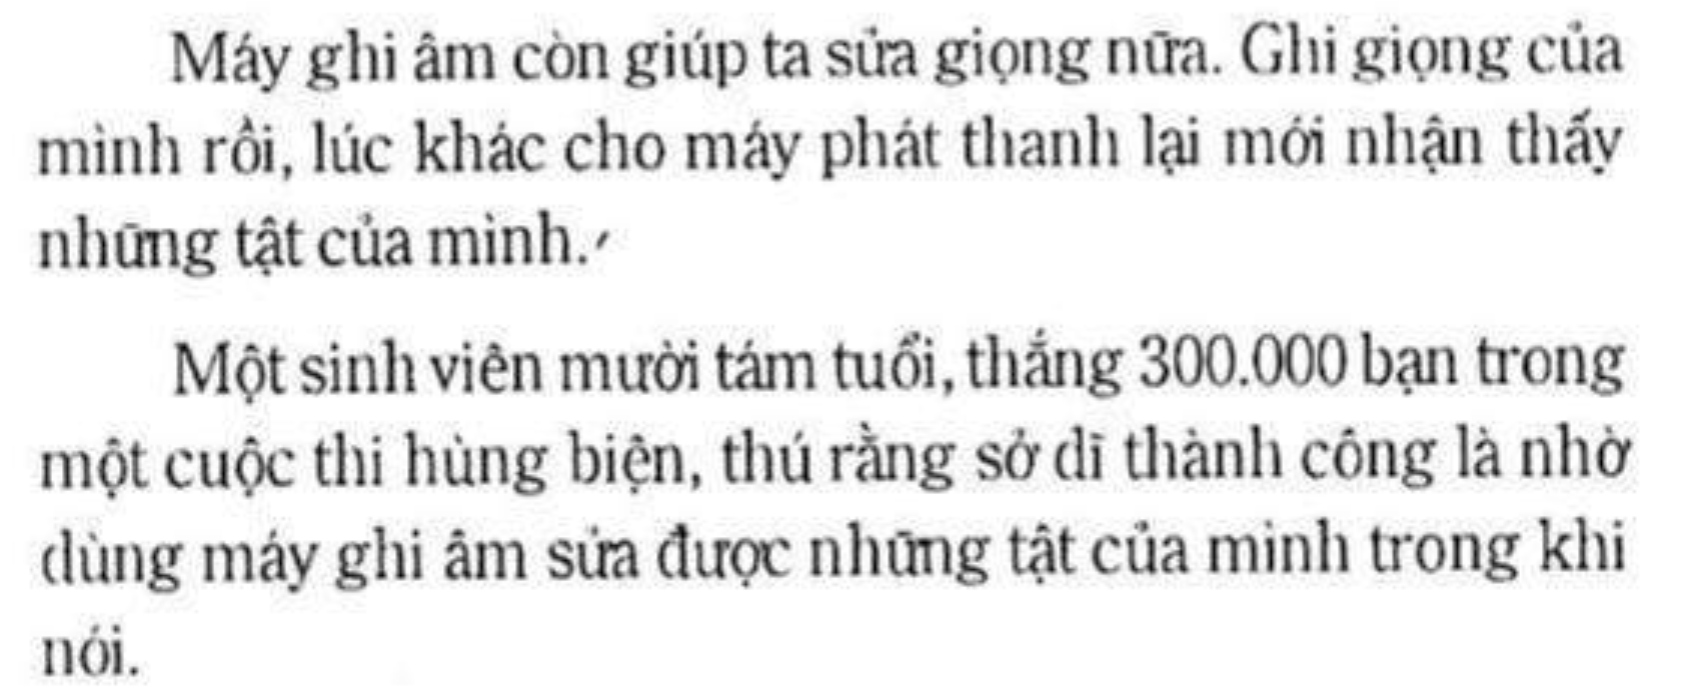 Máy ghi âm còn giúp ta sửa giọng nữa. Ghi giọng của
mình rồi, lúc khác cho máy phát thanh lại mới nhận thấy
những tật của mình.
Một sinh viên mười tám tuổi, thắng 300.000 bạn trong
một cuộc thi hùng biện, thú rằng sở dĩ thành công là nhờ
dùng máy ghi âm sửa được những tật của mình trong khi
nói.